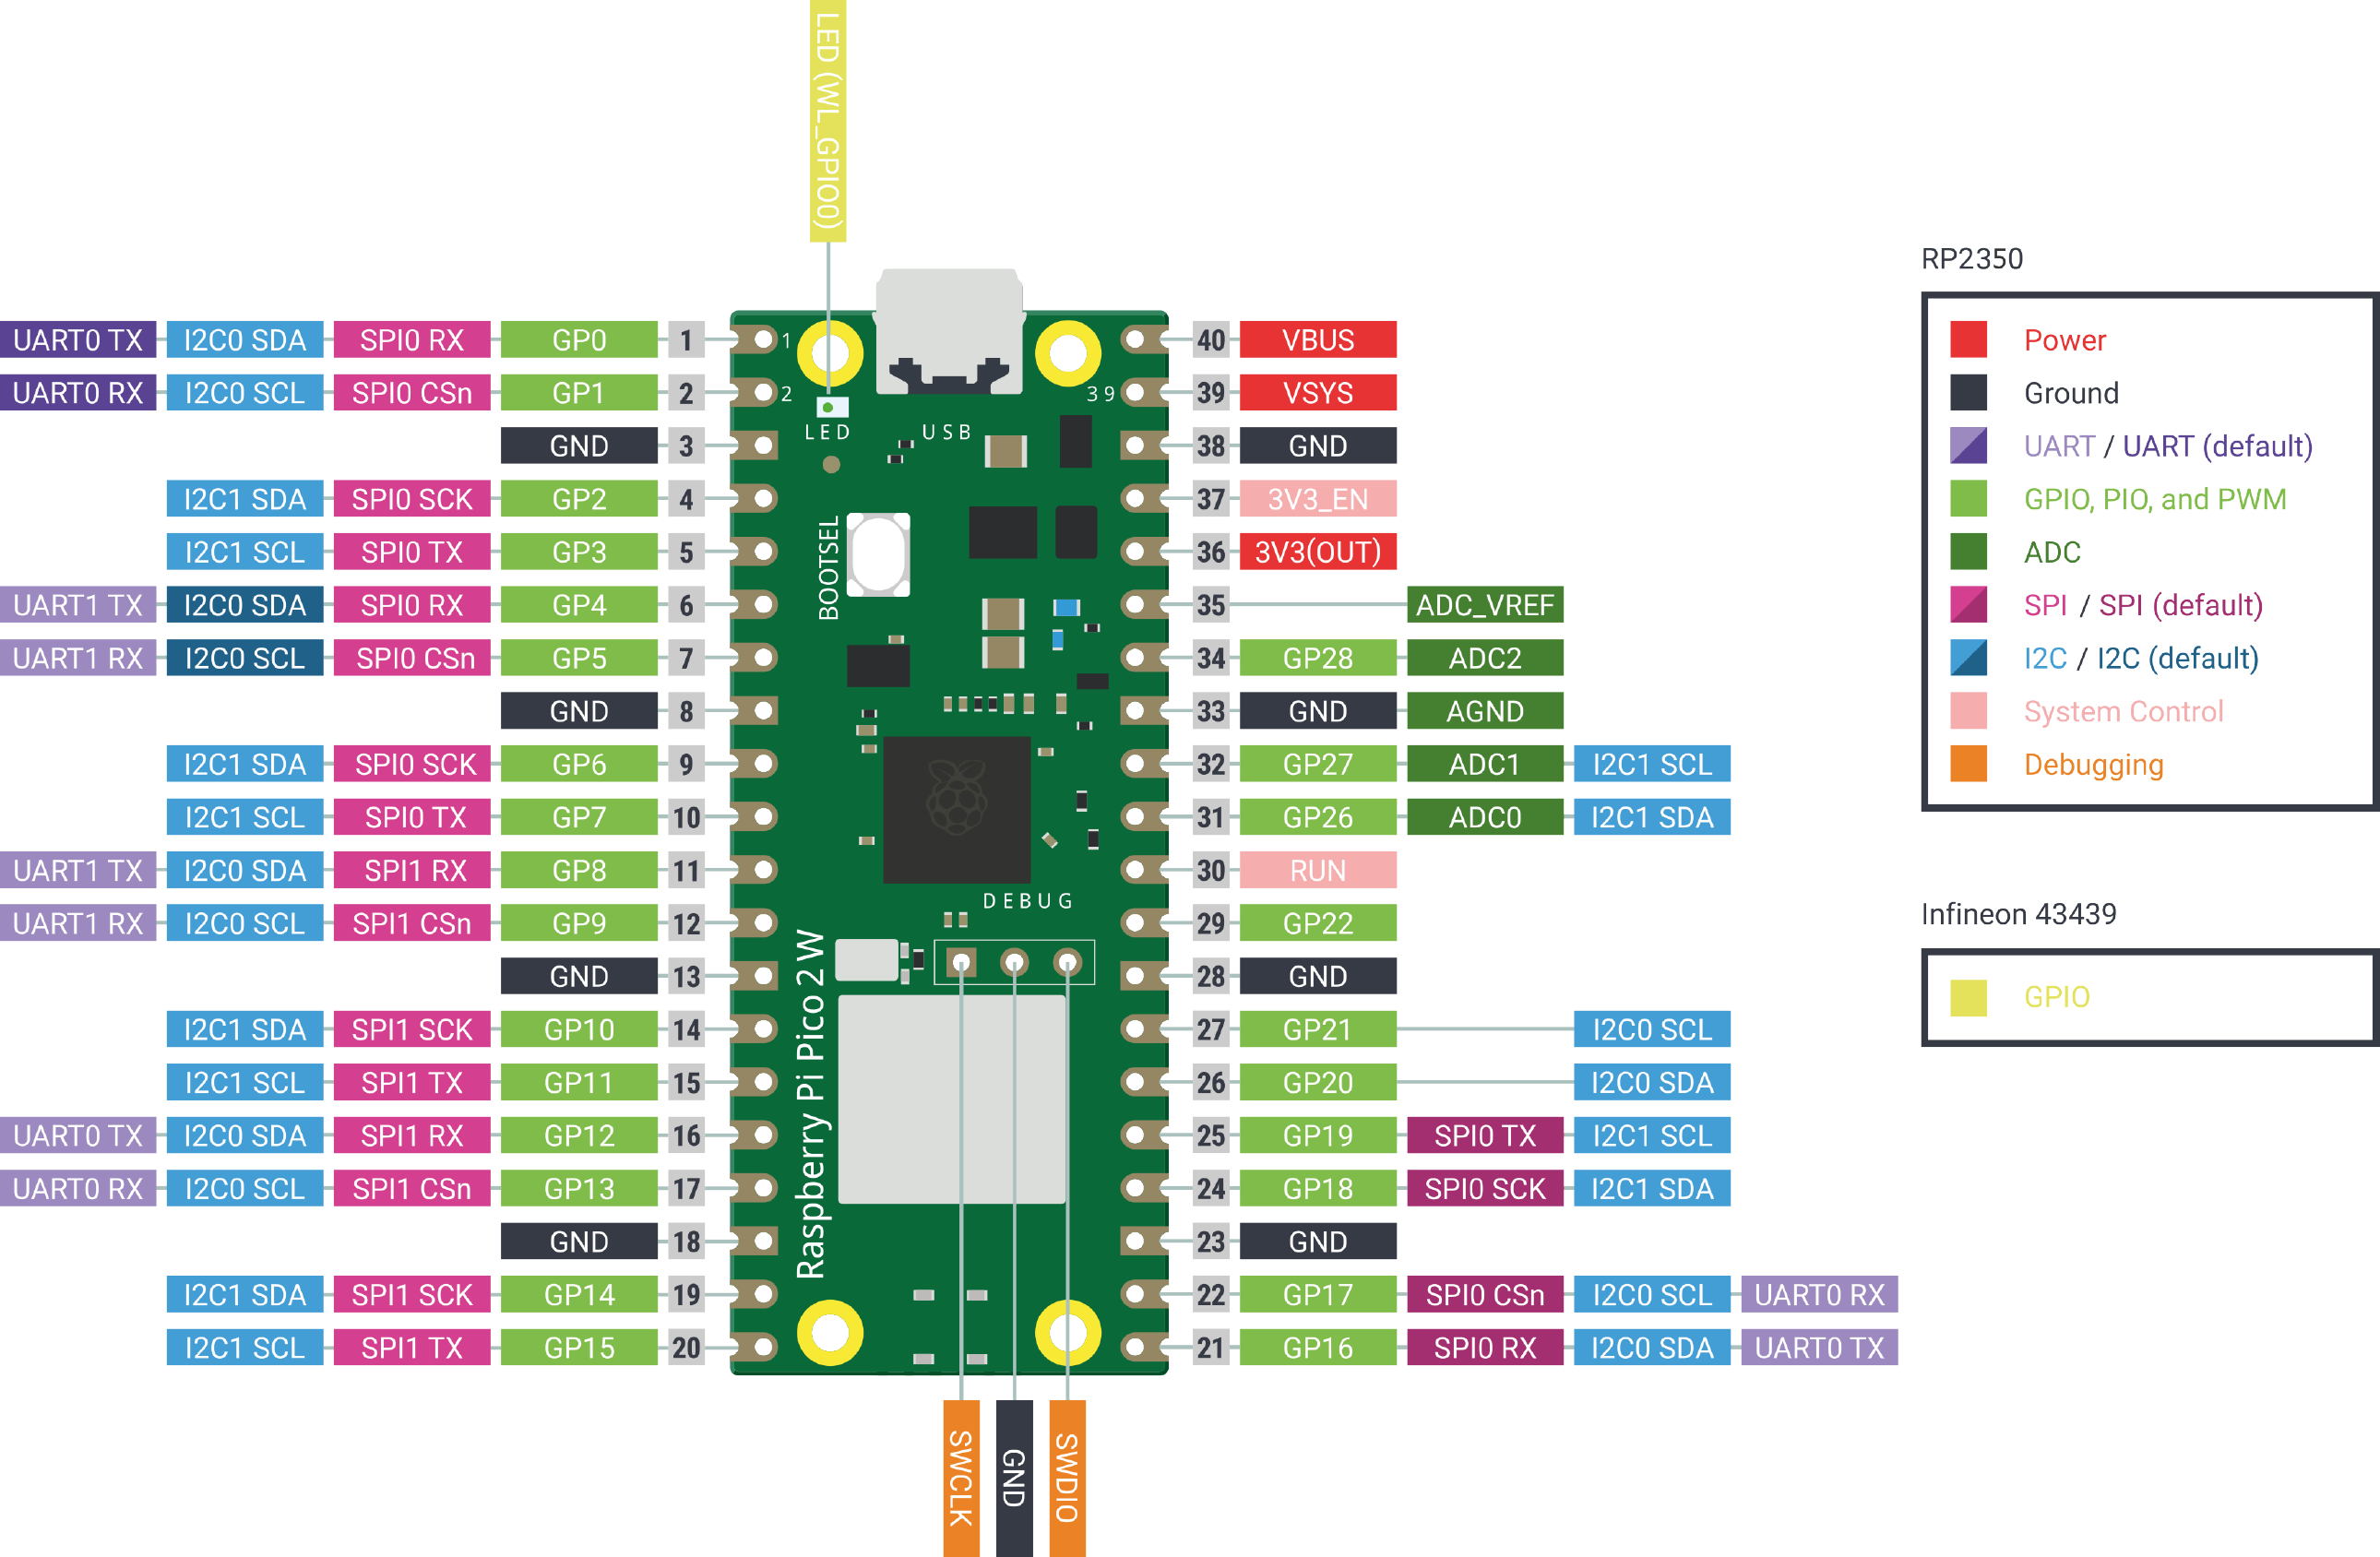 LED (WL_GPIO0)
UART0 TX I2C0 SDA SPI0 RX GP0 1 1 40 VBUS
UART0 RX I2C0 SCL SPI0 CSn GP1 2 2 39 39 VSYS
LED USB
GND 3 38 GND
I2C1 SDA SPI0 SCK GP2 4 37 3V3_EN
I2C1 SCL SPI0 TX GP3 5 36 3V3(OUT)
BOOTSEL
UART1 TX I2C0 SDA SPI0 RX GP4 6 35 ADC_VREF
UART1 RX I2C0 SCL SPI0 CSn GP5 7 34 GP28 ADC2
GND 8 33 GND AGND
I2C1 SDA SPI0 SCK GP6 9 32 GP27 ADC1 I2C1 SCL
I2C1 SCL SPI0 TX GP7 10 31 GP26 ADC0 I2C1 SDA
UART1 TX I2C0 SDA SPI1 RX GP8 11 30 RUN
DEBUG
UART1 RX I2C0 SCL SPI1 CSn GP9 12 29 GP22
GND 13 28 GND
I2C1 SDA SPI1 SCK GP10 14 27 GP21 I2C0 SCL
I2C1 SCL SPI1 TX GP11 15 26 GP20 I2C0 SDA
Raspberry Pi Pico 2 W
UART0 TX I2C0 SDA SPI1 RX GP12 16 25 GP19 SPI0 TX I2C1 SCL
UART0 RX I2C0 SCL SPI1 CSn GP13 17 24 GP18 SPI0 SCK I2C1 SDA
GND 18 23 GND
I2C1 SDA SPI1 SCK GP14 19 22 GP17 SPI0 CSn I2C0 SCL UART0 RX
I2C1 SCL SPI1 TX GP15 20 21 GP16 SPI0 RX I2C0 SDA UART0 TX
SWCLK
GND
SWDIO
RP2350
Power
Ground
UART / UART (default)
GPIO, PIO, and PWM
ADC
SPI / SPI (default)
I2C / I2C (default)
System Control
Debugging
Infineon 43439
GPIO